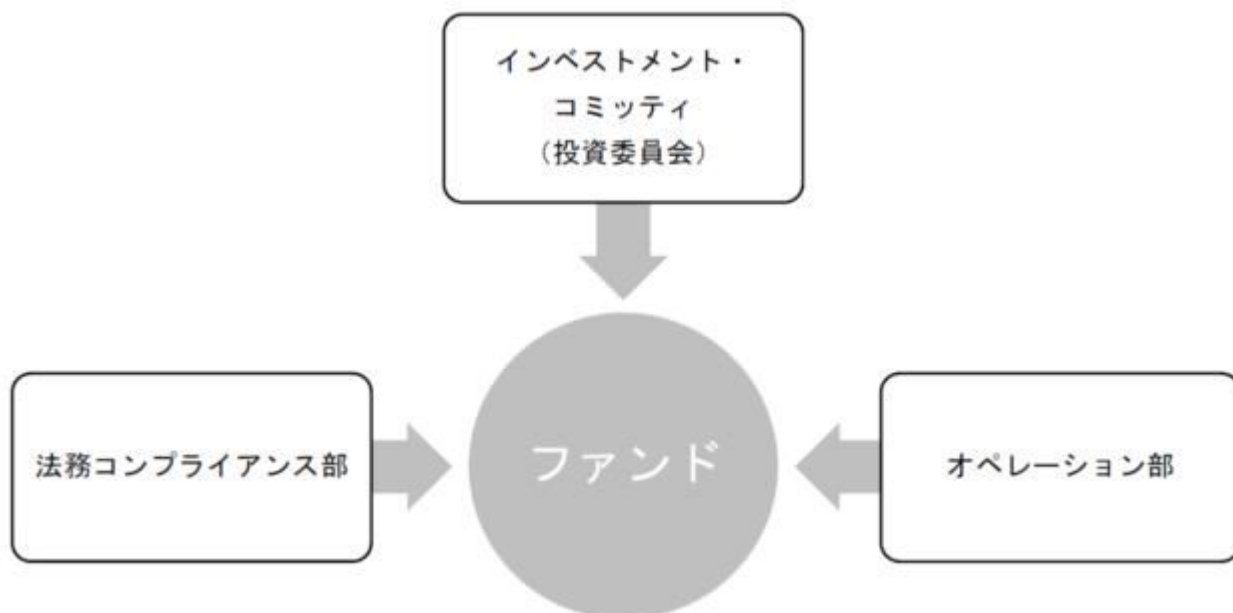 インベストメント・
コミッティ
（投資委員会）
法務コンプライアンス部
ファンド
オペレーション部